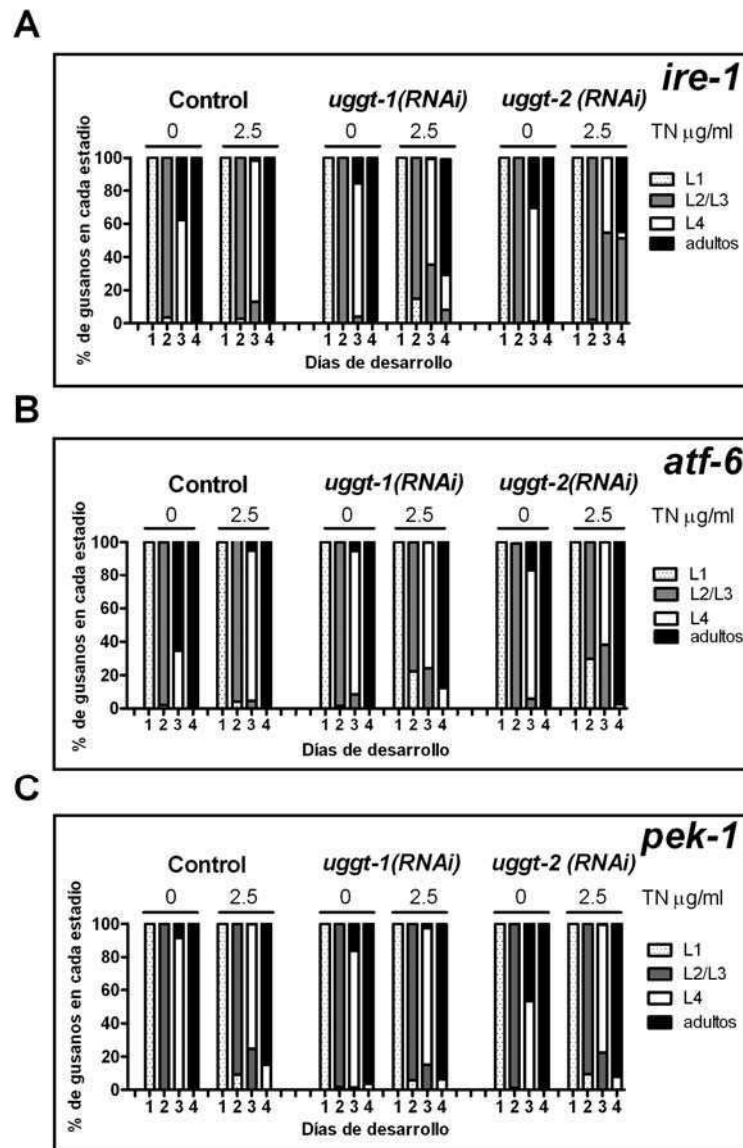 A
ire-1
Control uggt-1(RNAi) uggt-2 (RNAi)
0 2.5 0 2.5 0 2.5 TN µg/ml
% de gusanos en cada estadio
100
80
60
40
20
0
L1
L2/L3
L4
adultos
1 2 3 4 1 2 3 4 1 2 3 4 1 2 3 4 1 2 3 4 1 2 3 4
Días de desarrollo
B
atf-6
Control uggt-1(RNAi) uggt-2(RNAi)
0 2.5 0 2.5 0 2.5 TN µg/ml
% de gusanos en cada estadio
100
80
60
40
20
0
L1
L2/L3
L4
adultos
1 2 3 4 1 2 3 4 1 2 3 4 1 2 3 4 1 2 3 4 1 2 3 4
Días de desarrollo
C
pek-1
Control uggt-1(RNAi) uggt-2 (RNAi)
0 2.5 0 2.5 0 2.5 TN µg/ml
% de gusanos en cada estadio
100
80
60
40
20
0
L1
L2/L3
L4
adultos
1 2 3 4 1 2 3 4 1 2 3 4 1 2 3 4 1 2 3 4 1 2 3 4
Días de desarrollo